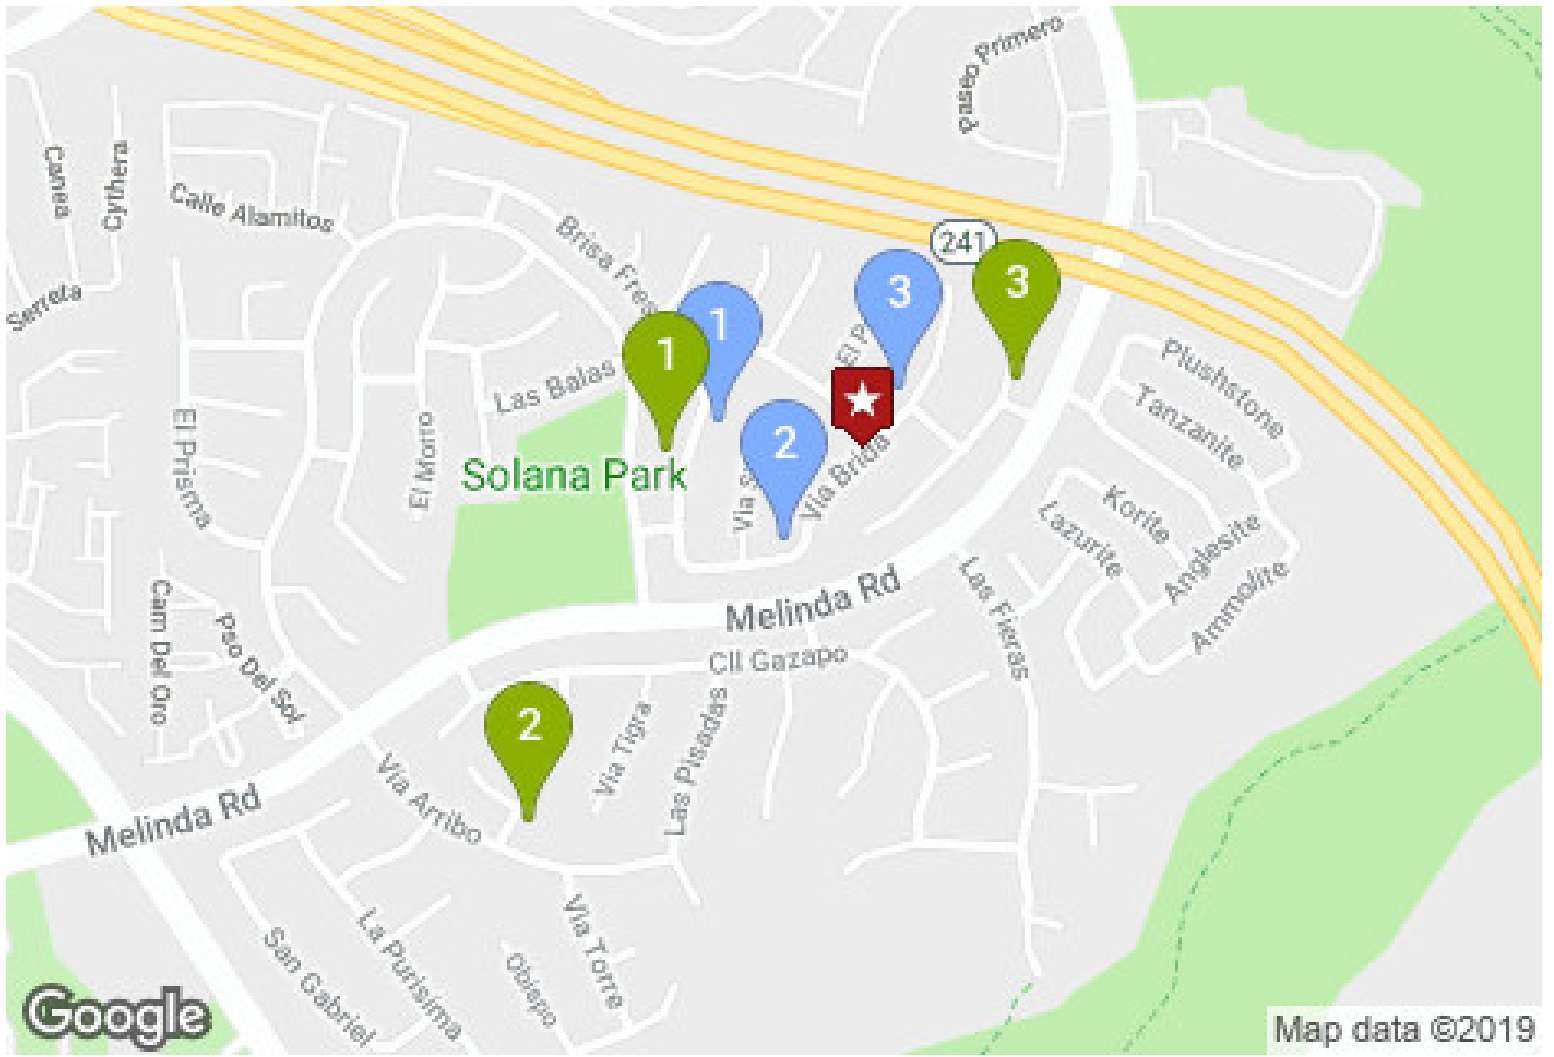 Paseo Primero
Canea
Cythera
Calle Alamitos
Brisa Fres
241
Serreta
3
3
1
1
El P
Plushstone
Las Balas
Tanzanite
El Prisma
El Morro
2
Solana Park
Via S
Via Brida
Korite
Lazurite
Anglesite
Ammolite
Cam Del Oro
Pso Del Sol
Melinda Rd
Las Fieras
Cll Gazapo
2
Via Tigra
Las Pisadas
Via Arribo
Melinda Rd
La Purisima
San Gabriel
Via Torre
Obispo
Google
Map data ©2019